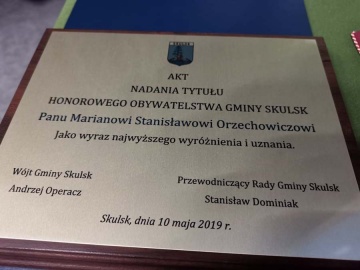 AKT
NADANIA TYTUŁU
HONOROWEGO OBYWATELSTWA GMINY SKULSK
Panu Marianowi Stanisławowi Orzechowiczowi
Jako wyraz najwyższego wyróżnienia i uznania.
Wójt Gminy Skulsk
Andrzej Operacz
Przewodniczący Rady Gminy Skulsk
Stanisław Dominiak
Skulsk, dnia 10 maja 2019 r.